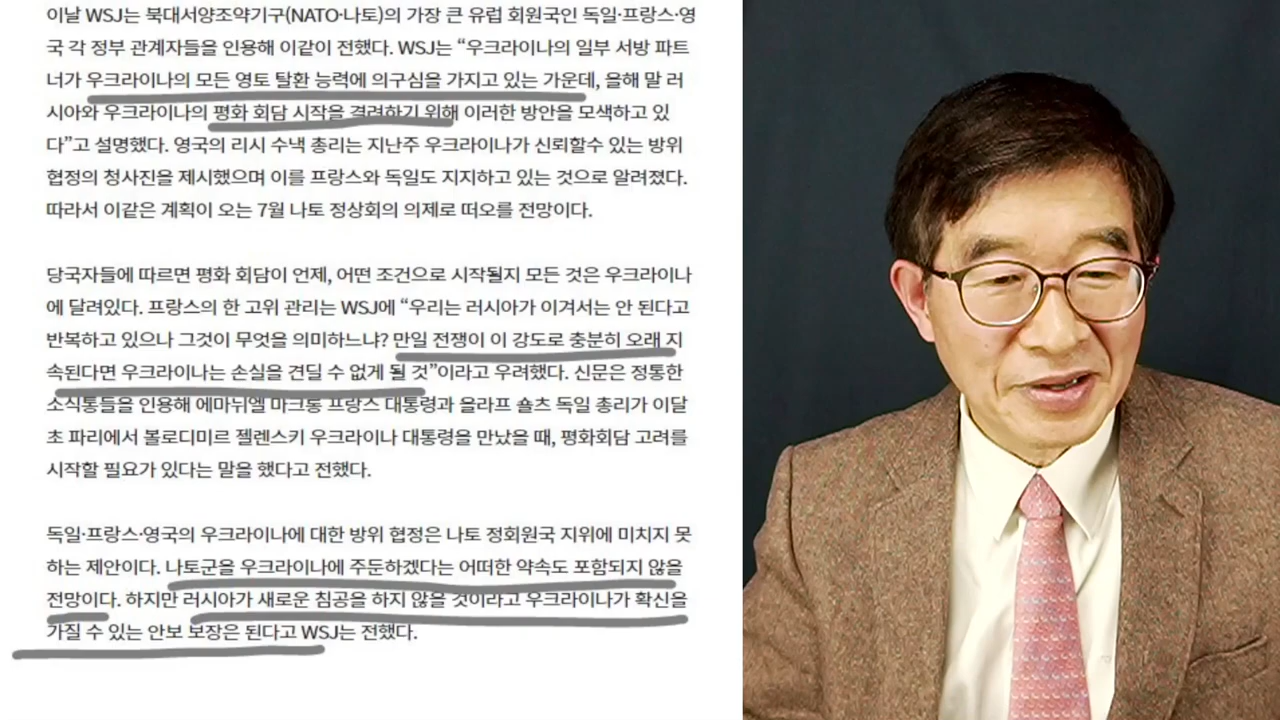 이날 WSJ는 북대서양조약기구(NATO·나토)의 가장 큰 유럽 회원국인 독일·프랑스·영
국 각 정부 관계자들을 인용해 이같이 전했다. WSJ는 “우크라이나의 일부 서방 파트
너가 우크라이나의 모든 영토 탈환 능력에 의구심을 가지고 있는 가운데, 올해 말 러
시아와 우크라이나의 평화 회담 시작을 격려하기 위해 이러한 방안을 모색하고 있
다”고 설명했다. 영국의 리시 수낵 총리는 지난주 우크라이나가 신뢰할수 있는 방위
협정의 청사진을 제시했으며 이를 프랑스와 독일도 지지하고 있는 것으로 알려졌다.
따라서 이같은 계획이 오는 7월 나토 정상회의 의제로 떠오를 전망이다.
당국자들에 따르면 평화 회담이 언제, 어떤 조건으로 시작될지 모든 것은 우크라이나
에 달려있다. 프랑스의 한 고위 관리는 WSJ에 “우리는 러시아가 이겨서는 안 된다고
반복하고 있으나 그것이 무엇을 의미하느냐? 만일 전쟁이 이 강도로 충분히 오래 지
속된다면 우크라이나는 손실을 견딜 수 없게 될 것”이라고 우려했다. 신문은 정통한
소식통들을 인용해 에마뉘엘 마크롱 프랑스 대통령과 올라프 숄츠 독일 총리가 이달
초 파리에서 볼로디미르 젤렌스키 우크라이나 대통령을 만났을 때, 평화회담 고려를
시작할 필요가 있다는 말을 했다고 전했다.
독일·프랑스·영국의 우크라이나에 대한 방위 협정은 나토 정회원국 지위에 미치지 못
하는 제안이다. 나토군을 우크라이나에 주둔하겠다는 어떠한 약속도 포함되지 않을
전망이다. 하지만 러시아가 새로운 침공을 하지 않을 것이라고 우크라이나가 확신을
가질 수 있는 안보 보장은 된다고 WSJ는 전했다.